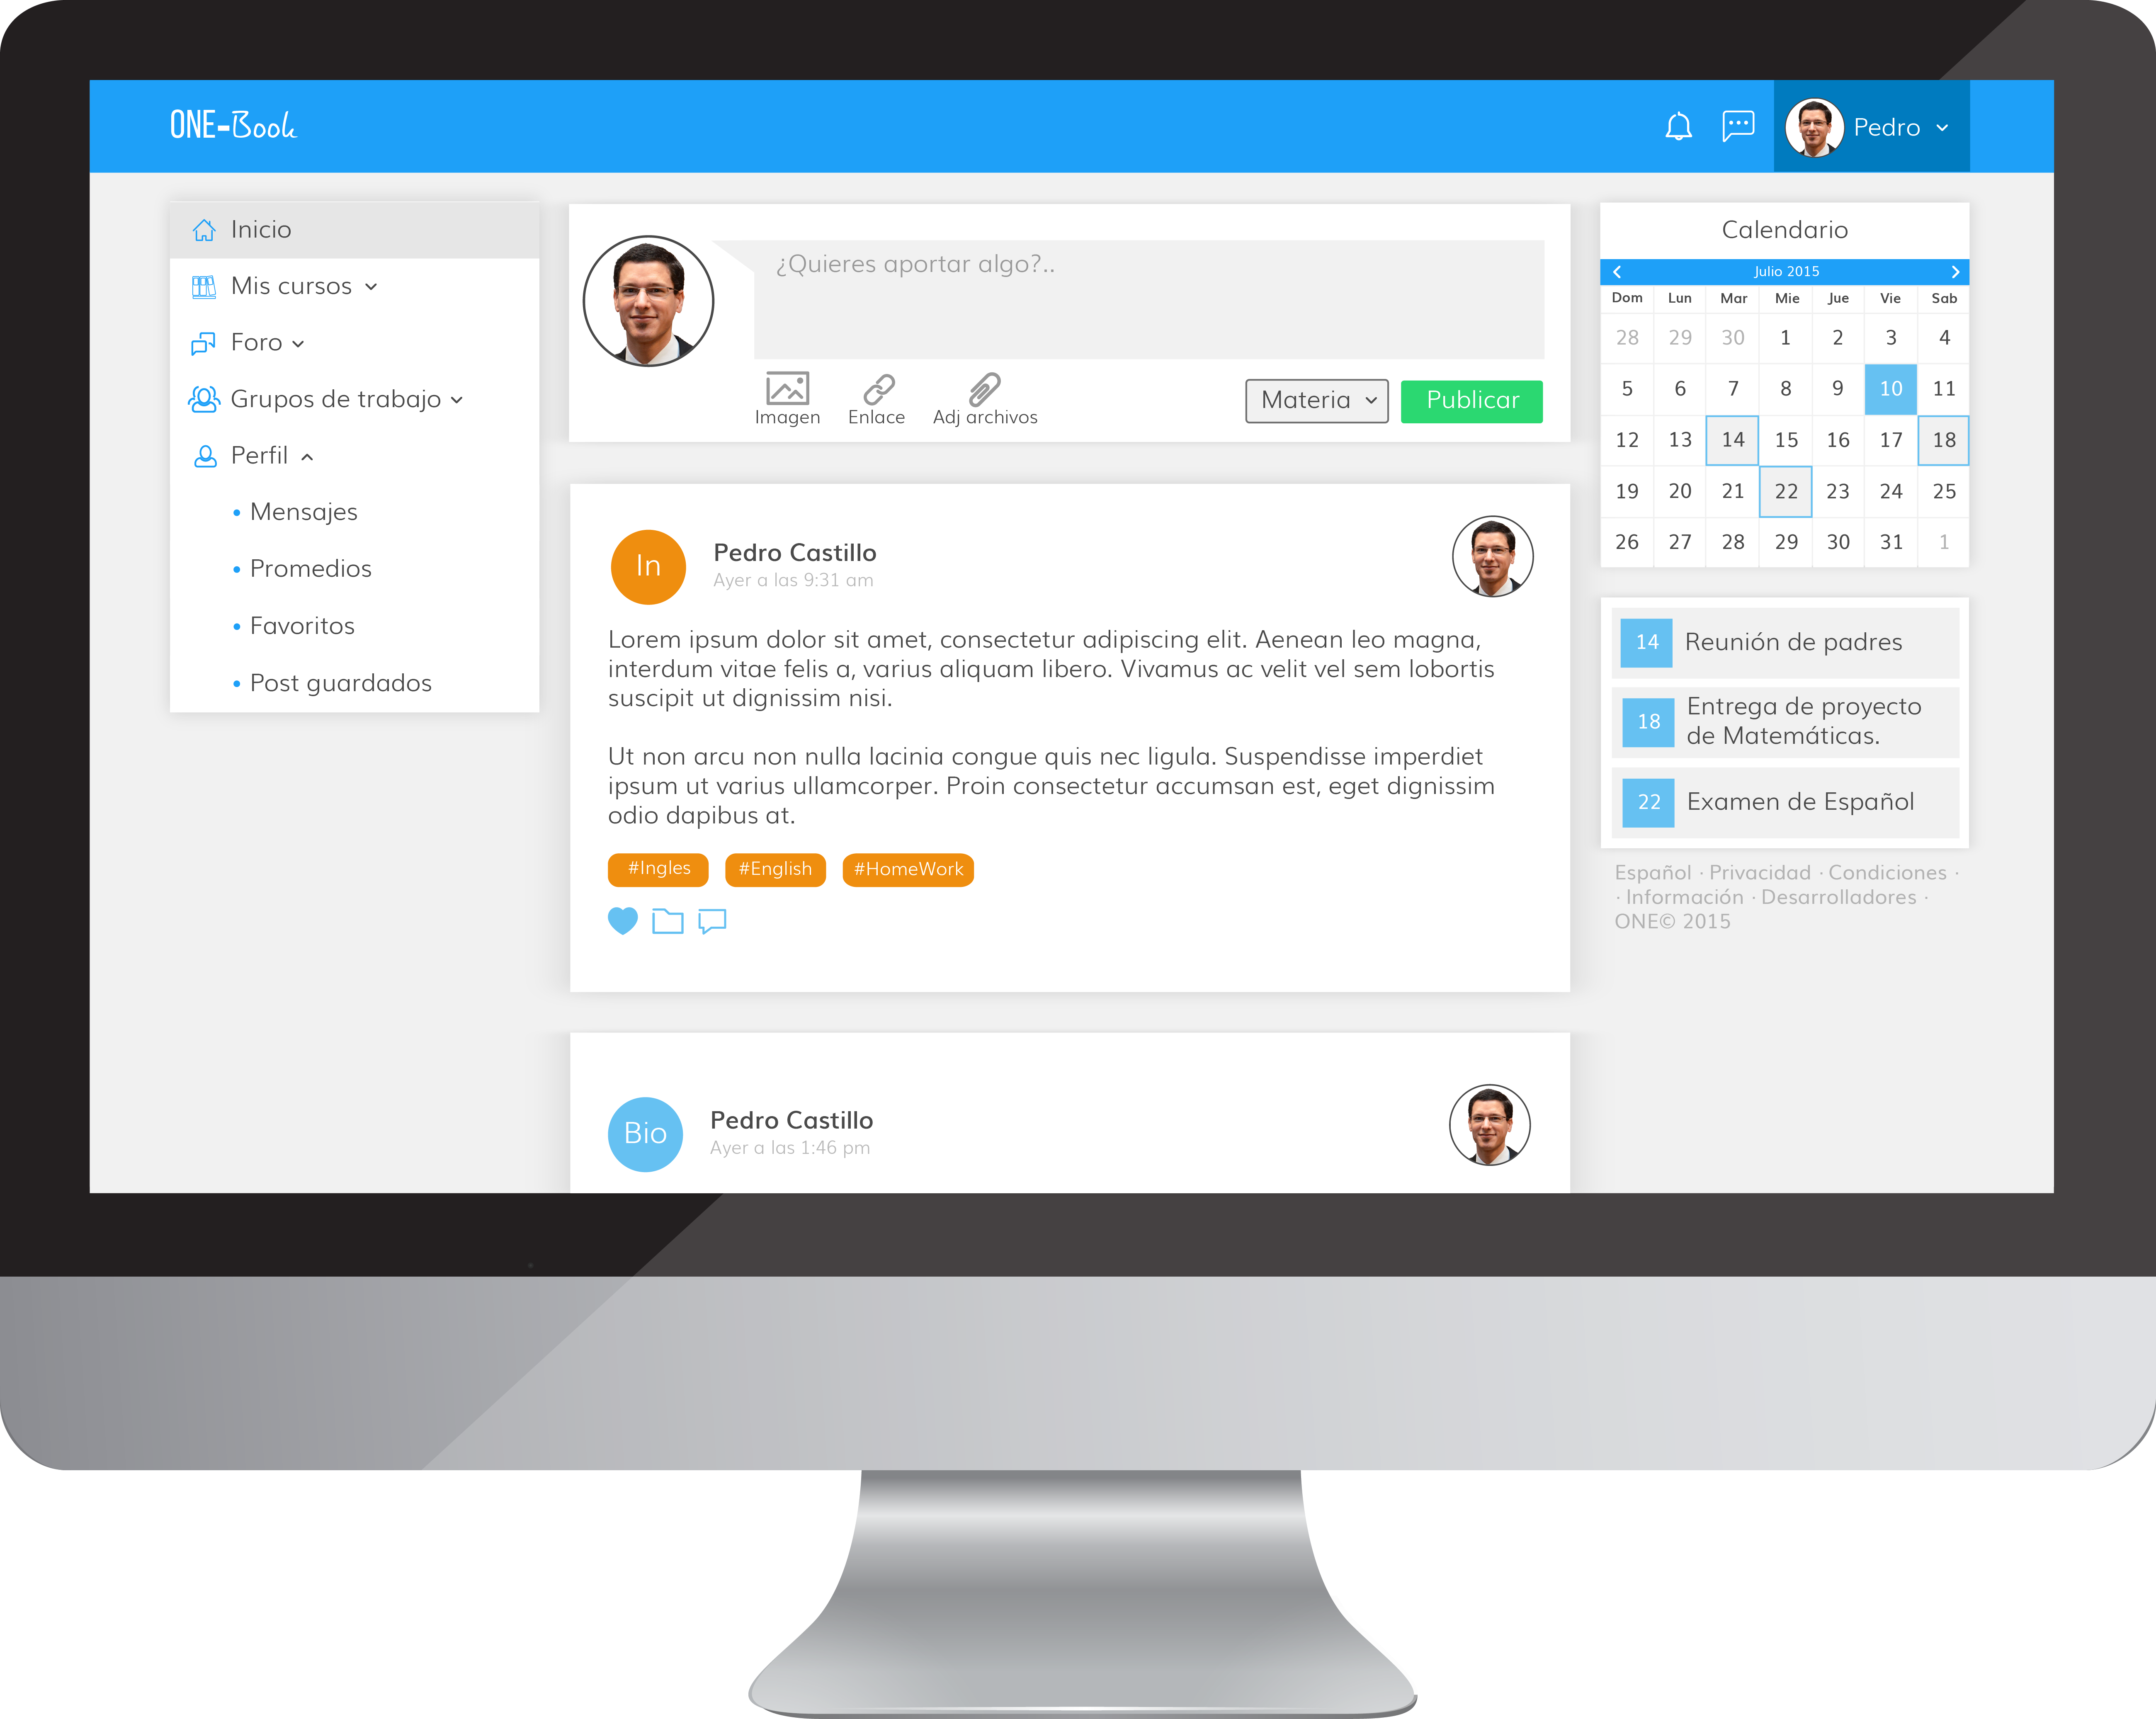 ONE-Book
Pedro
Inicio
Mis cursos
Foro
Grupos de trabajo
Perfil
• Mensajes
• Promedios
• Favoritos
• Post guardados
¿Quieres aportar algo?..
Imagen Enlace Adj archivos
Materia Publicar
In
Pedro Castillo
Ayer a las 9:31 am
Lorem ipsum dolor sit amet, consectetur adipiscing elit. Aenean leo magna,
interdum vitae felis a, varius aliquam libero. Vivamus ac velit vel sem lobortis
suscipit ut dignissim nisi.
Ut non arcu non nulla lacinia congue quis nec ligula. Suspendisse imperdiet
ipsum ut varius ullamcorper. Proin consectetur accumsan est, eget dignissim
odio dapibus at.
#Ingles #English #HomeWork
Bio
Pedro Castillo
Ayer a las 1:46 pm
Calendario
Julio 2015
Dom Lun Mar Mie Jue Vie Sab
28 29 30 1 2 3 4
5 6 7 8 9 10 11
12 13 14 15 16 17 18
19 20 21 22 23 24 25
26 27 28 29 30 31 1
14 Reunión de padres
18 Entrega de proyecto
de Matemáticas.
22 Examen de Español
Español · Privacidad · Condiciones ·
· Información · Desarrolladores ·
ONE© 2015